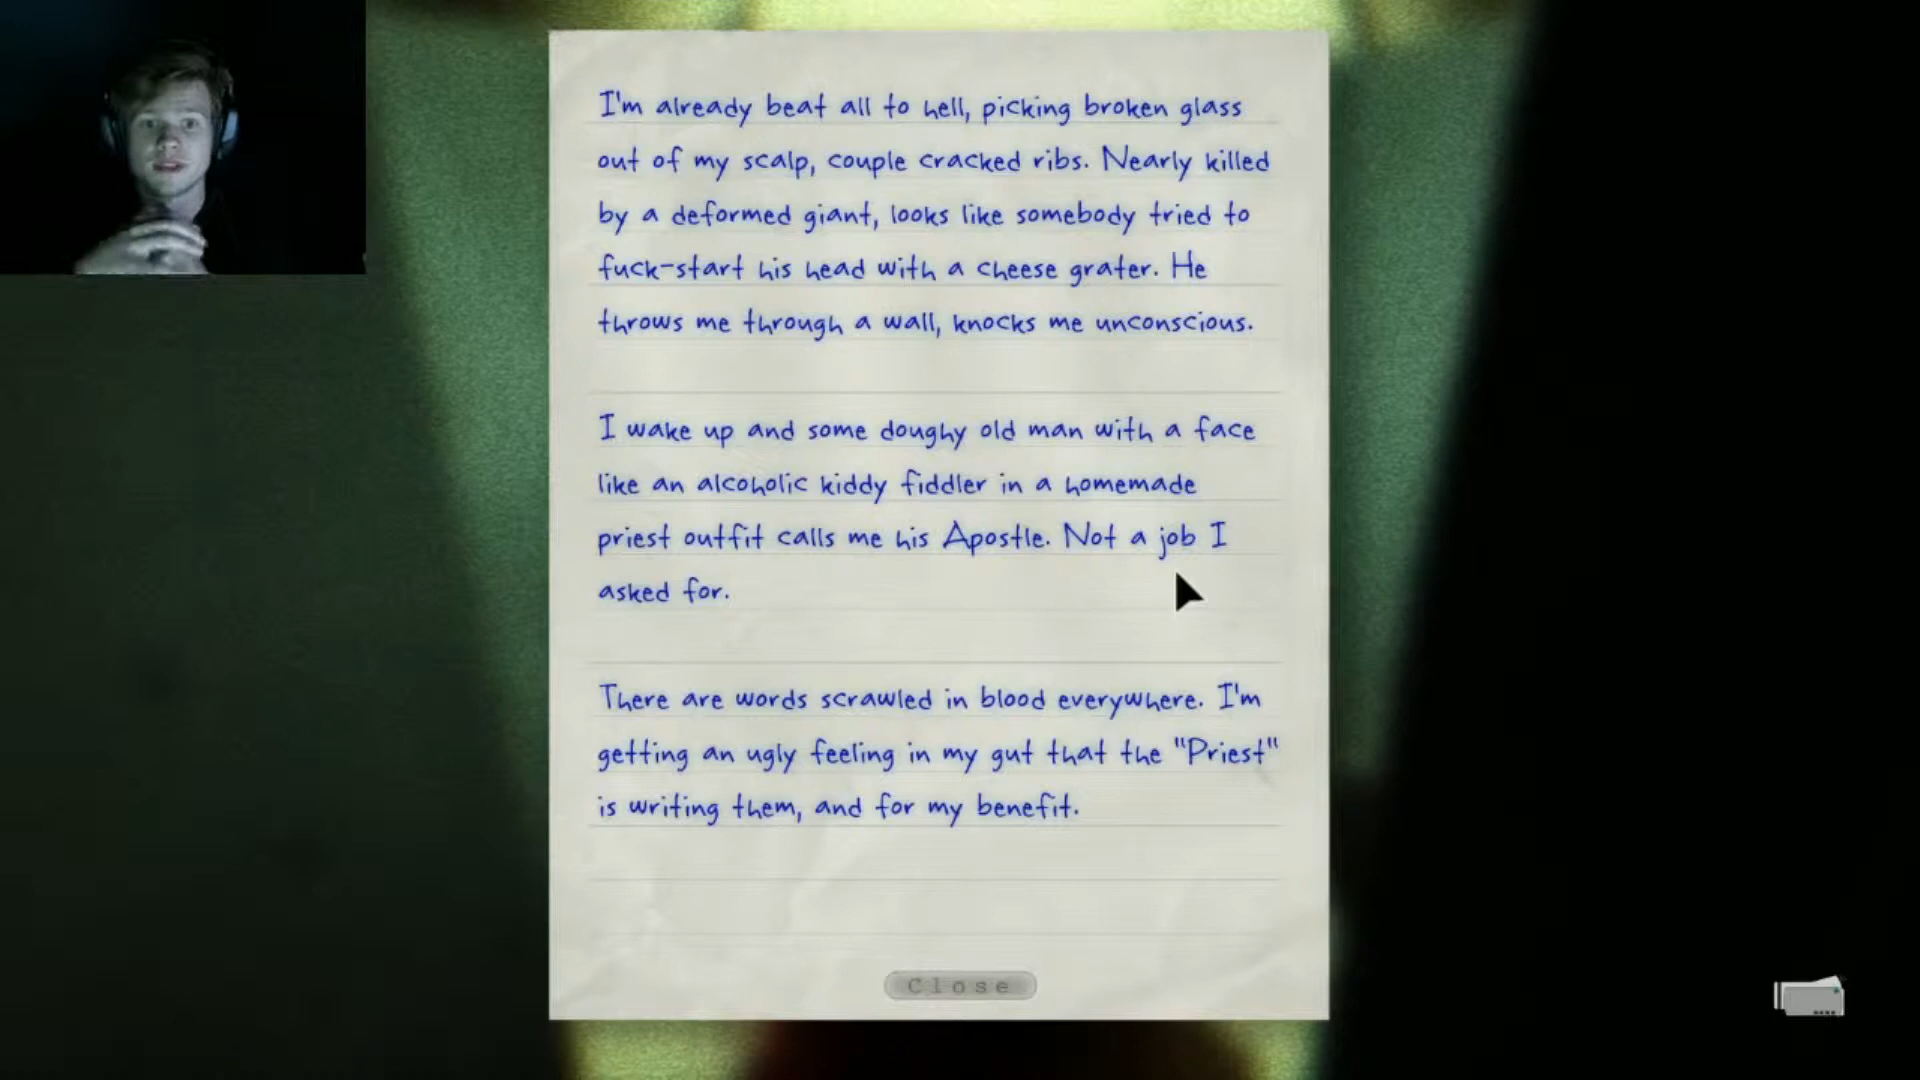 I'm already beat all to hell, picking broken glass
out of my scalp, couple cracked ribs. Nearly killed
by a deformed giant, looks like somebody tried to
fuck-start his head with a cheese grater. He
throws me through a wall, knocks me unconscious.
I wake up and some doughy old man with a face
like an alcoholic kiddy fiddler in a homemade
priest outfit calls me his Apostle. Not a job I
asked for.
There are words scrawled in blood everywhere. I'm
getting an ugly feeling in my gut that the "Priest"
is writing them, and for my benefit.
Close